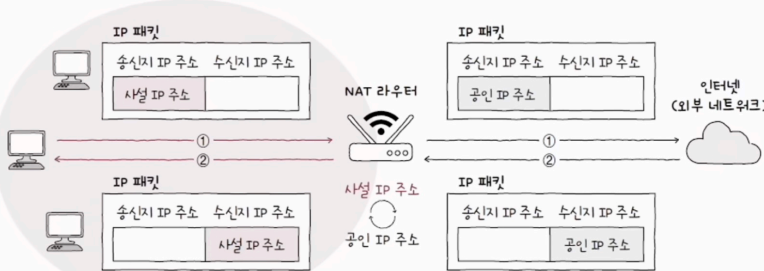 IP 패킷
송신지 IP 주소 수신지 IP 주소
사설 IP 주소
①
②
IP 패킷
송신지 IP 주소 수신지 IP 주소
사설 IP 주소
NAT 라우터
사설 IP 주소
공인 IP 주소
IP 패킷
송신지 IP 주소 수신지 IP 주소
공인 IP 주소
①
②
IP 패킷
송신지 IP 주소 수신지 IP 주소
공인 IP 주소
인터넷
(외부 네트워크)